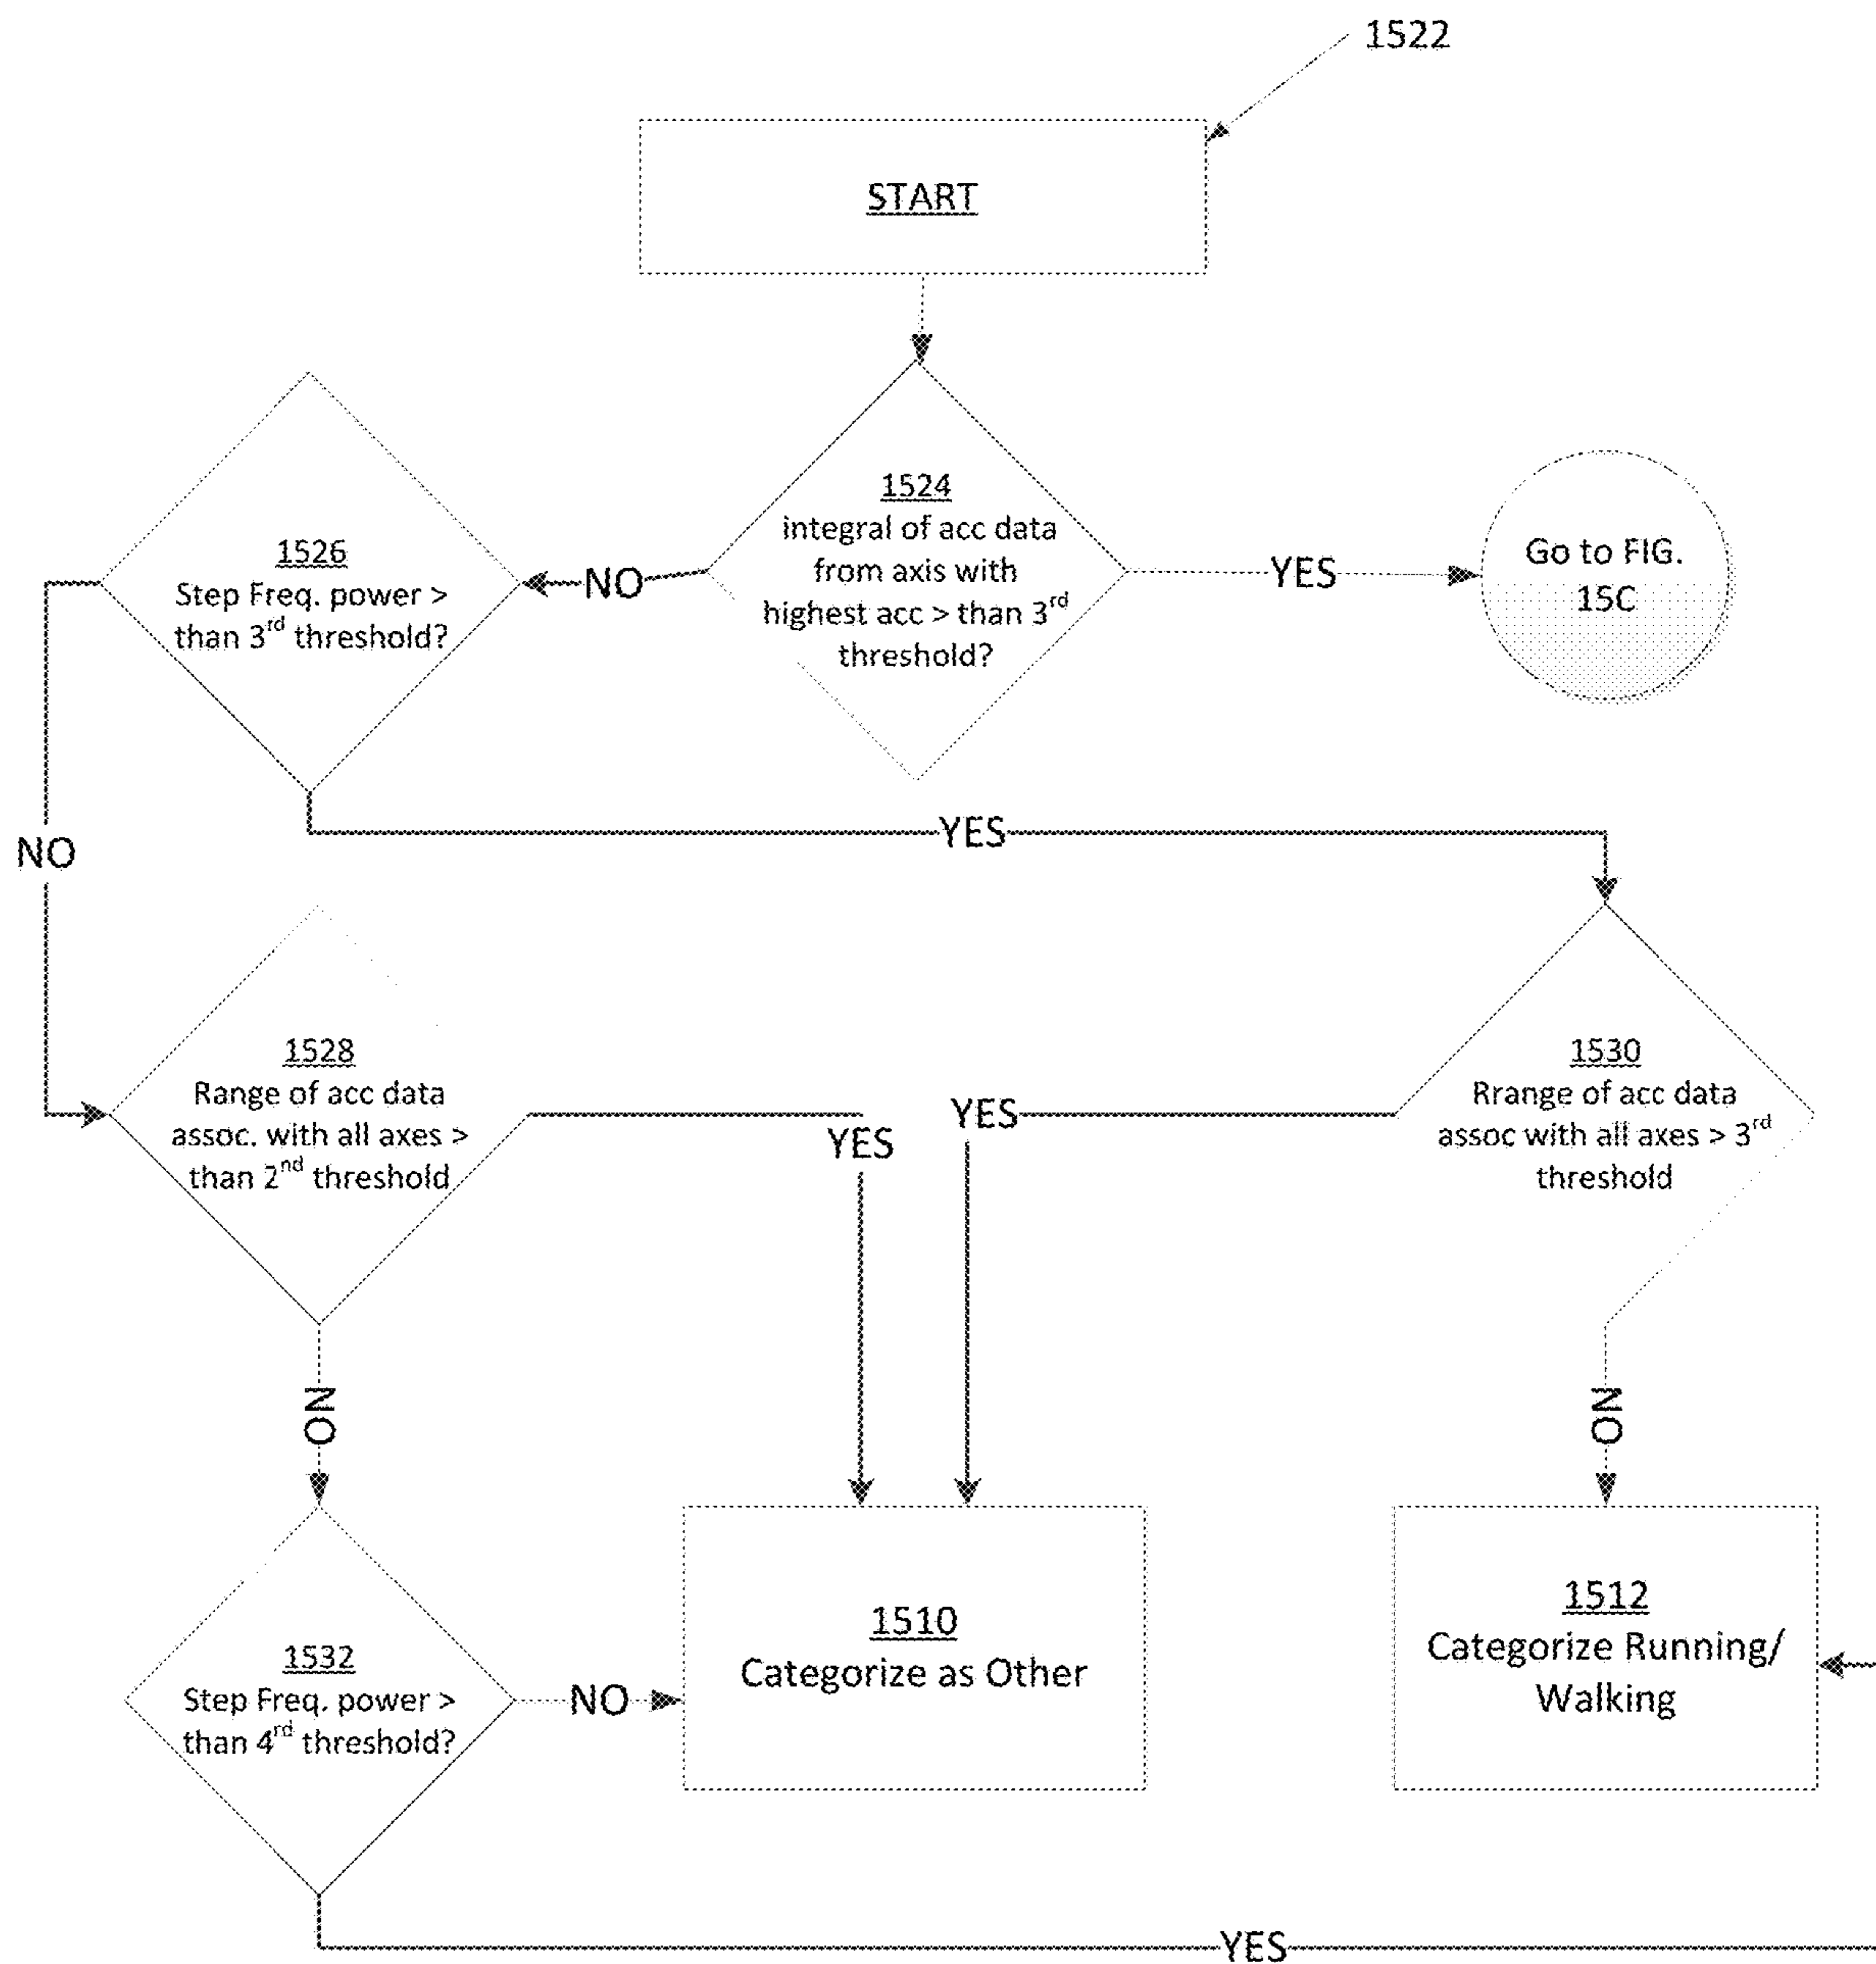 1522
START
1524
integral of acc data
from axis with
highest acc > than 3rd
threshold?
NO
YES
Go to FIG.
15C
1526
Step Freq. power >
than 3rd threshold?
NO
YES
1528
Range of acc data
assoc. with all axes >
than 2nd threshold
YES
YES
1530
Rrange of acc data
assoc with all axes > 3rd
threshold
NO
NO
1532
Step Freq. power >
than 4rd threshold?
NO
1510
Categorize as Other
1512
Categorize Running/
Walking
YES